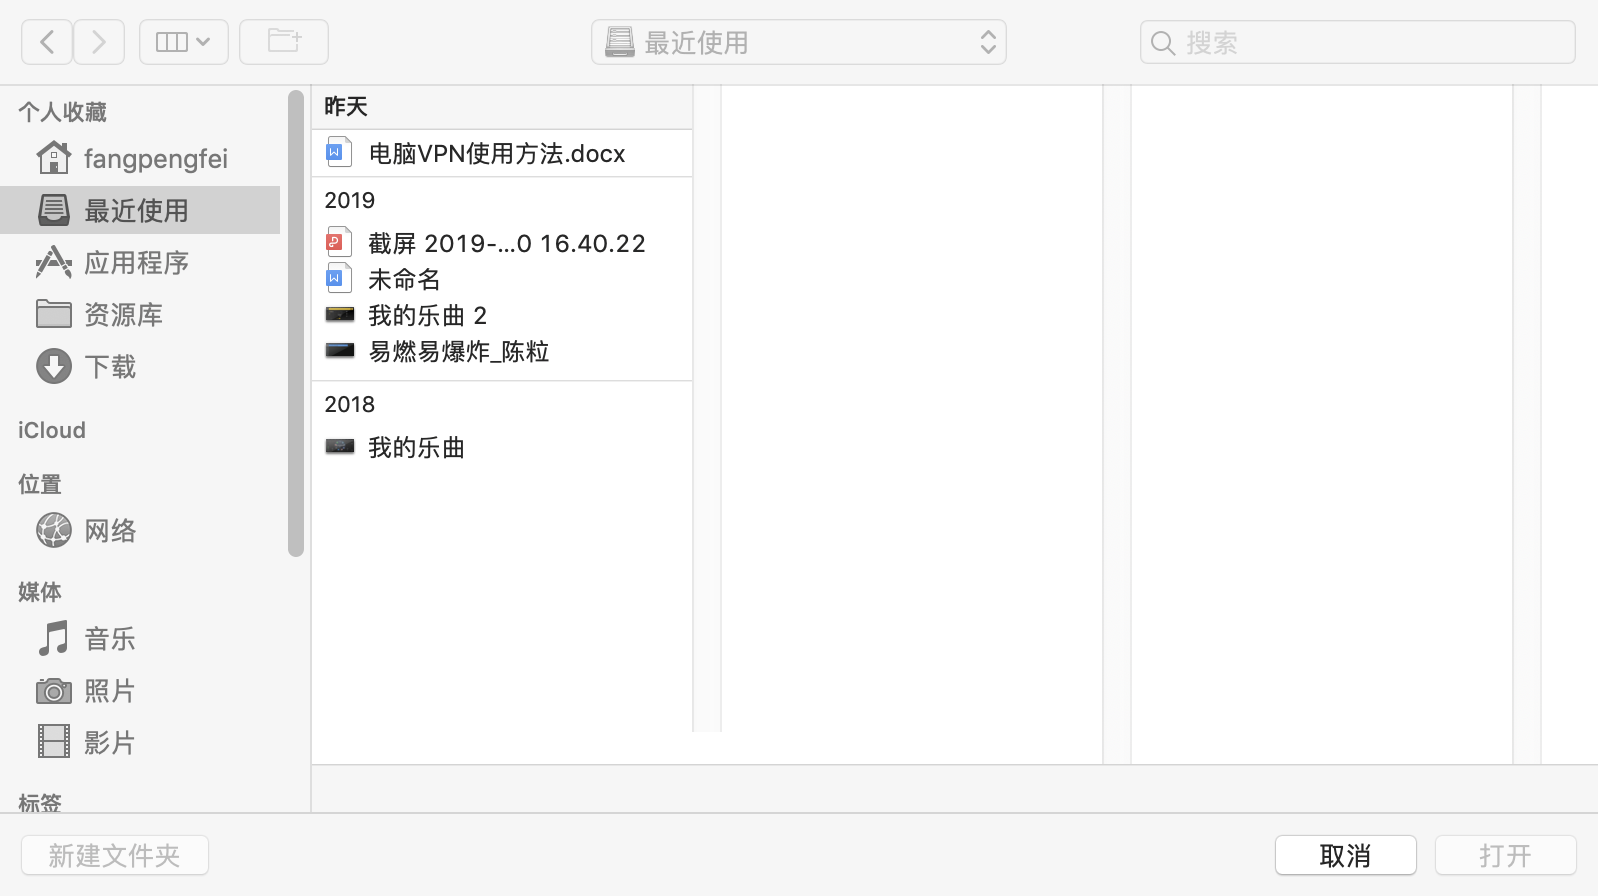 最近使用
搜索
个人收藏
fangpengfei
最近使用
应用程序
资源库
下载
iCloud
位置
网络
媒体
音乐
照片
影片
标签
昨天
电脑VPN使用方法.docx
2019
截屏 2019-...0 16.40.22
未命名
我的乐曲 2
易燃易爆炸_陈粒
2018
我的乐曲
新建文件夹
取消
打开